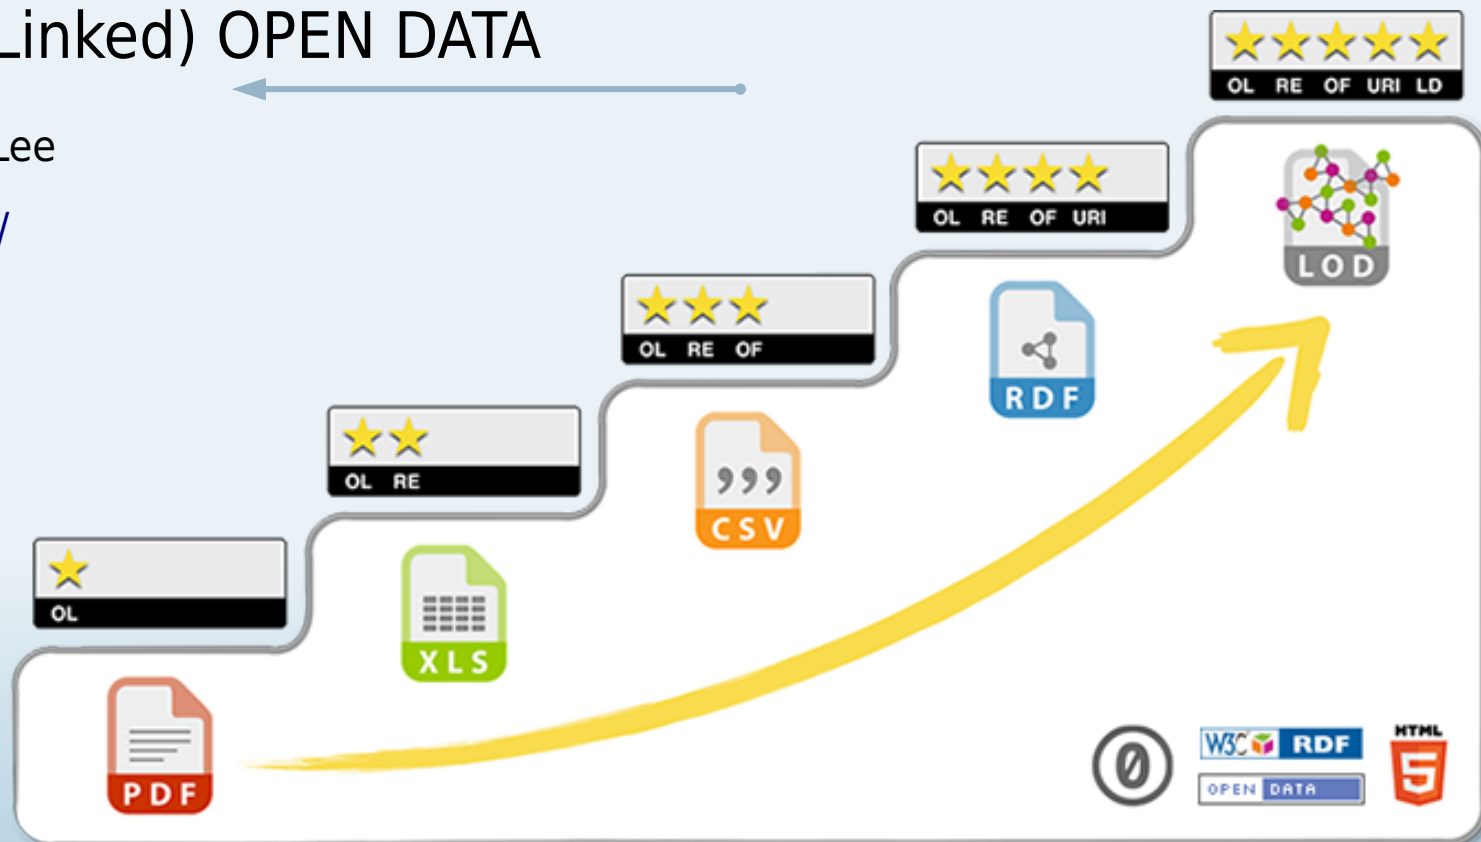 Linked) OPEN DATA
Lee
/
OL RE OF URI LD
LOD
OL RE OF URI
RDF
OL RE OF
CSV
OL RE
XLS
OL
PDF
0
W3C RDF
OPEN DATA
HTML
5